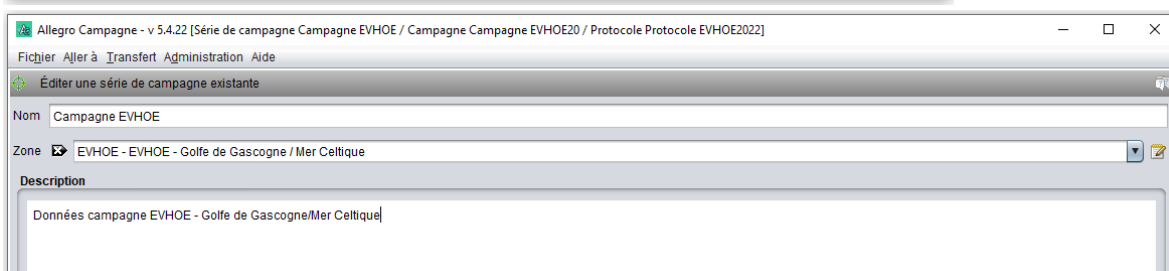 Allegro Campagne - v 5.4.22 [Série de campagne Campagne EVHOE / Campagne Campagne EVHOE20 / Protocole Protocole EVHOE2022]
Fichier Aller à Transfert Administration Aide
Éditer une série de campagne existante
Nom Campagne EVHOE
Zone EVHOE - EVHOE - Golfe de Gascogne / Mer Celtique
Description
Données campagne EVHOE - Golfe de Gascogne/Mer Celtique